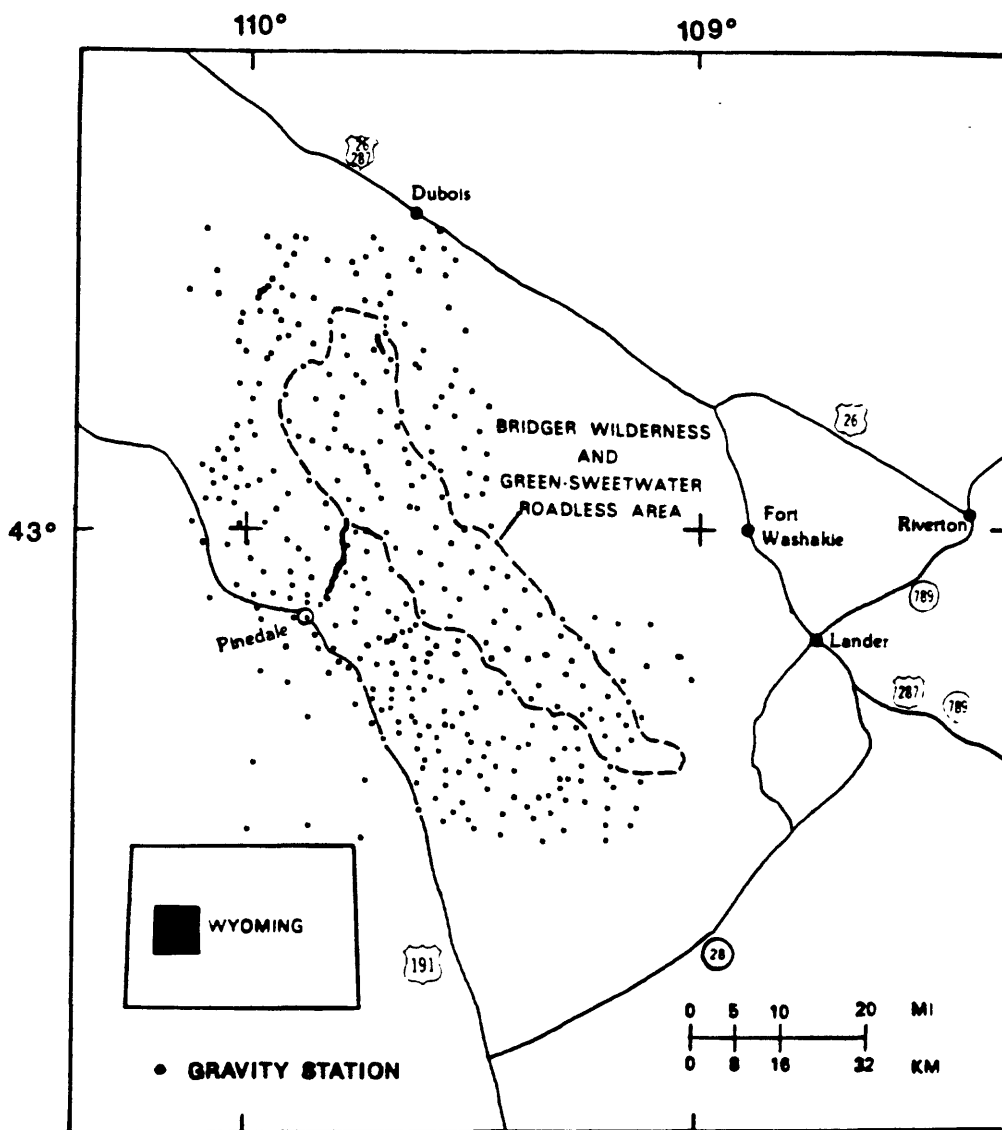 110°
109°
26
287
Dubois
BRIDGER WILDERNESS
AND
GREEN-SWEETWATER
ROADLESS AREA
26
43°
Fort
Washakie
Riverton
789
Pinedale
Lander
287
789
WYOMING
191
28
0 5 10 20 MI
0 8 16 32 KM
GRAVITY STATION